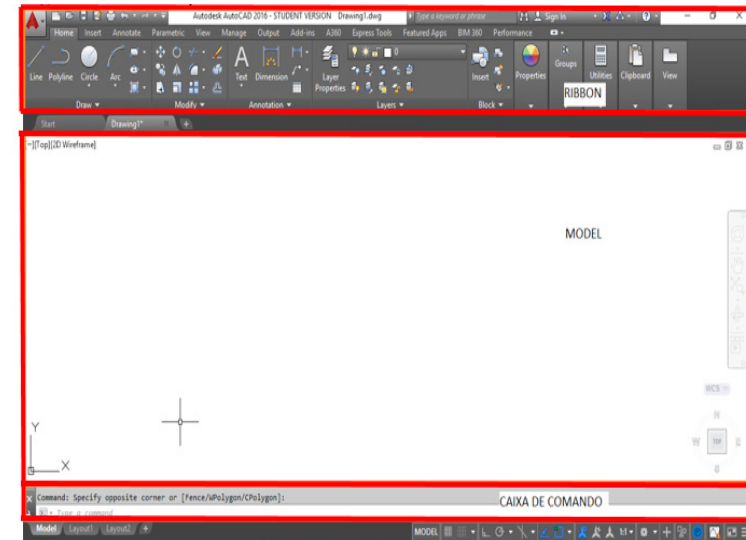 Autodesk AutoCAD 2016 - STUDENT VERSION Drawing1.dwg Type a keyword or phrase Sign In
Home Insert Annotate Parametric View Manage Output Add-ins A360 Express Tools Featured Apps BIM 360 Performance
Line Polyline Circle Arc Text Dimension Layer Properties Insert Properties Groups Utilities Clipboard View
Draw Modify Annotation Layers Block RIBBON
Start Drawing1*
[-][Top][2D Wireframe]
MODEL
WCS
N
W TOP E
S
Y
X
Command: Specify opposite corner or [Fence/WPolygon/CPolygon]:
Type a command
CAIXA DE COMANDO
Model Layout1 Layout2 + MODEL 1:1